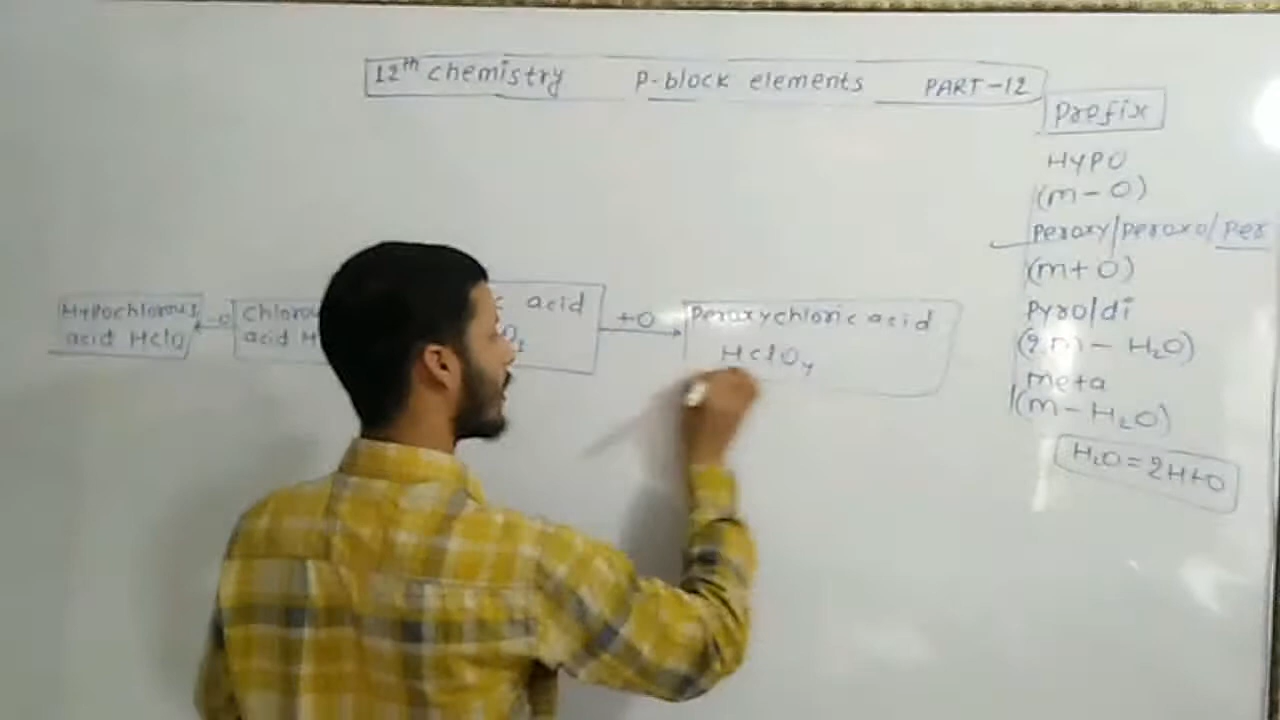 12th chemistry P-block elements PART-12
Prefix
HYPO
(m-O)
Peroxy/peroxo/per
(m+O)
Pyro/di
(2m - H2O)
meta
(m-H2O)
H2O = 2H+O
Hypochlorous
acid HclO
-O
acid H
acid
+O
Peroxychloric acid
HclO4